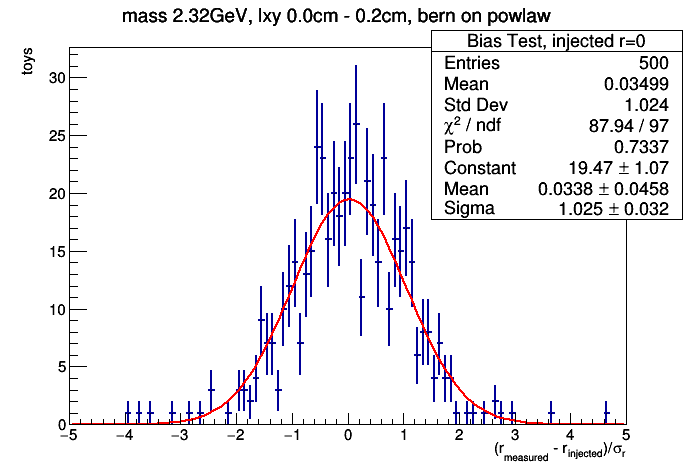 mass 2.32GeV, lxy 0.0cm - 0.2cm, bern on powlaw
Bias Test, injected r=0
Entries 500
Mean 0.03499
Std Dev 1.024
χ² / ndf 87.94 / 97
Prob 0.7337
Constant 19.47 ± 1.07
Mean 0.0338 ± 0.0458
Sigma 1.025 ± 0.032
toys
30
25
20
15
10
5
0
−5 −4 −3 −2 −1 0 1 2 3 4 5
(r_measured - r_injected)/σ_r